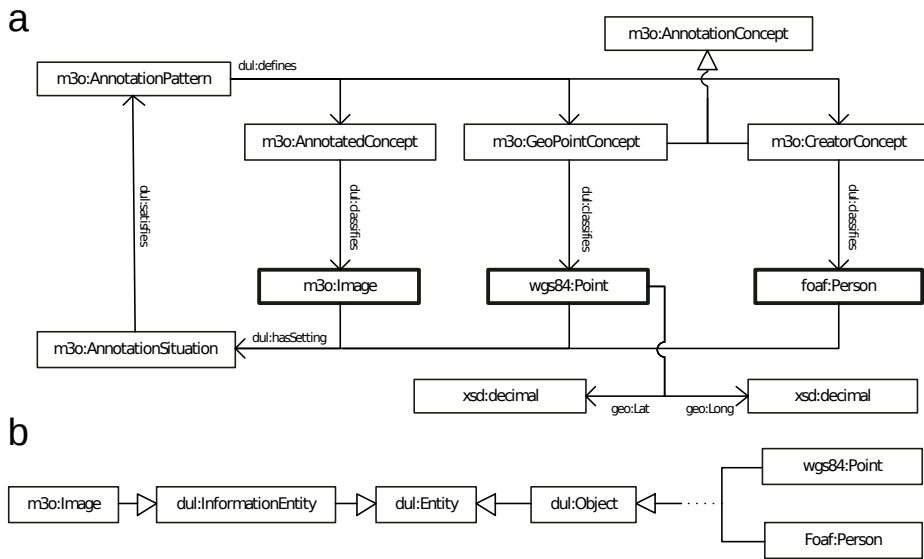 a
m3o:AnnotationConcept
m3o:AnnotationPattern
dul:defines
m3o:AnnotatedConcept
m3o:GeoPointConcept
m3o:CreatorConcept
dul:satisfies
dul:classifies
dul:classifies
dul:classifies
m3o:Image
wgs84:Point
foaf:Person
m3o:AnnotationSituation
dul:hasSetting
xsd:decimal
geo:Lat
geo:Long
xsd:decimal
b
m3o:Image
dul:InformationEntity
dul:Entity
dul:Object
wgs84:Point
Foaf:Person